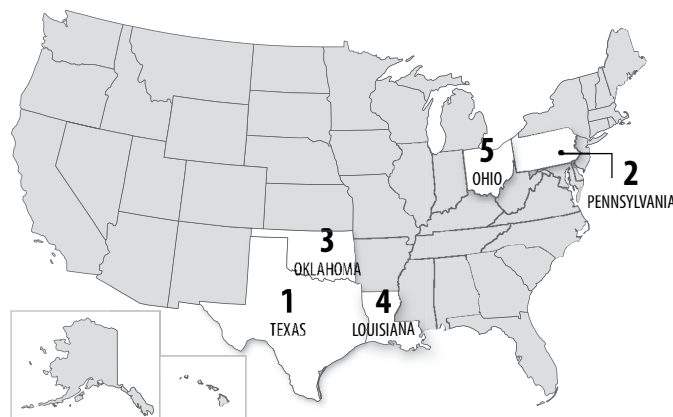 5
OHIO
2
PENNSYLVANIA
3
OKLAHOMA
1
TEXAS
4
LOUISIANA